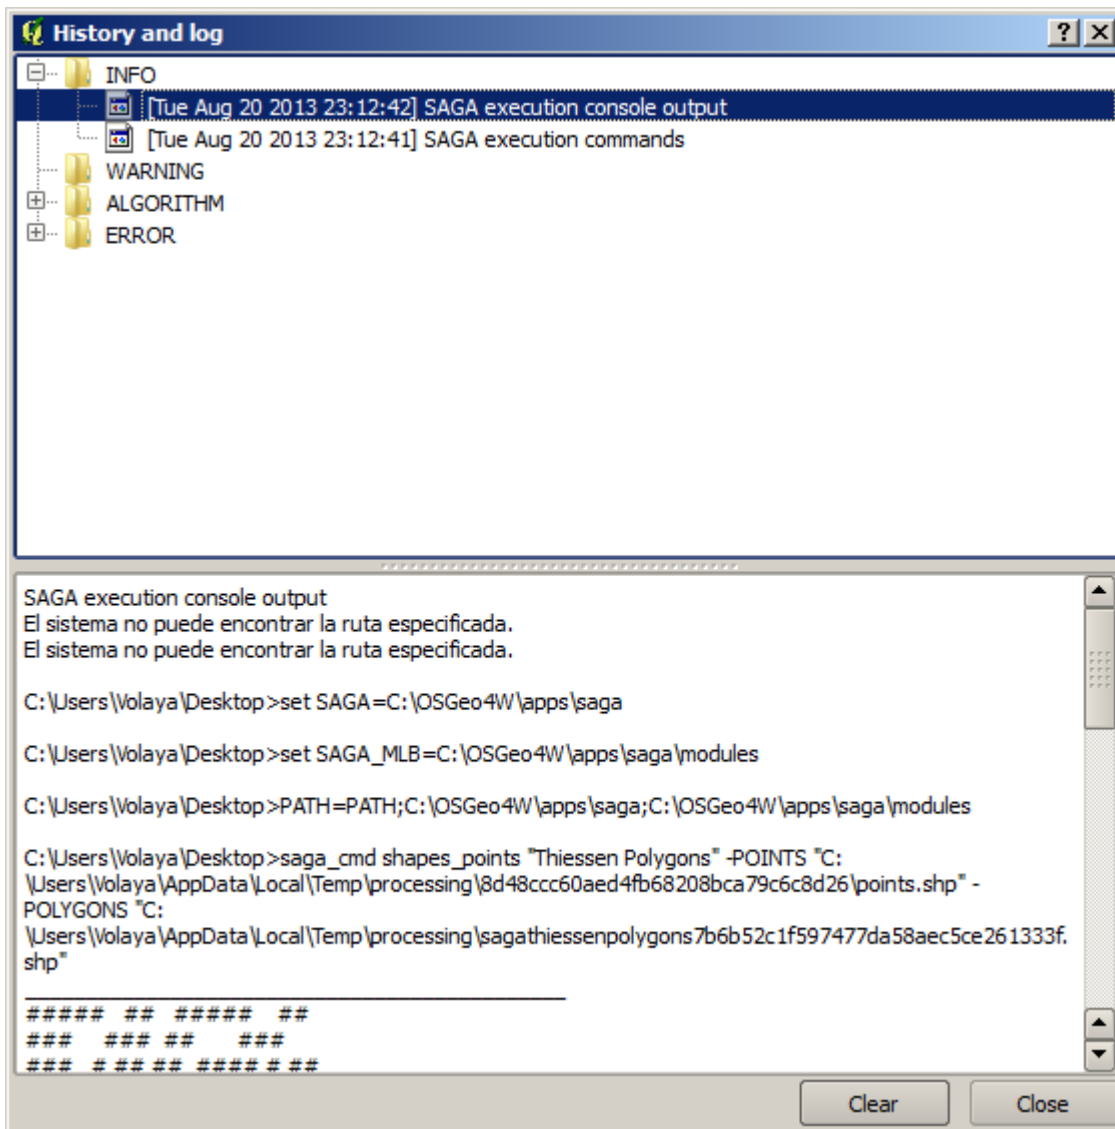 History and log
INFO
[Tue Aug 20 2013 23:12:42] SAGA execution console output
[Tue Aug 20 2013 23:12:41] SAGA execution commands
WARNING
ALGORITHM
ERROR
SAGA execution console output
El sistema no puede encontrar la ruta especificada.
El sistema no puede encontrar la ruta especificada.
C:\Users\Volaya\Desktop>set SAGA=C:\OSGeo4W\apps\saga
C:\Users\Volaya\Desktop>set SAGA_MLB=C:\OSGeo4W\apps\saga\modules
C:\Users\Volaya\Desktop>PATH=PATH;C:\OSGeo4W\apps\saga;C:\OSGeo4W\apps\saga\modules
C:\Users\Volaya\Desktop>saga_cmd shapes_points "Thiessen Polygons" -POINTS "C:
\Users\Volaya\AppData\Local\Temp\processing\8d48ccc60aed4fb68208bca79c6c8d26\points.shp" -
POLYGONS "C:
\Users\Volaya\AppData\Local\Temp\processing\sagathiessenpolygons7b6b52c1f597477da58aec5ce261333f.
shp"
_____________________________________________
##### ## ##### ##
### ### ## ###
### # ## ## #### # ##
Clear
Close